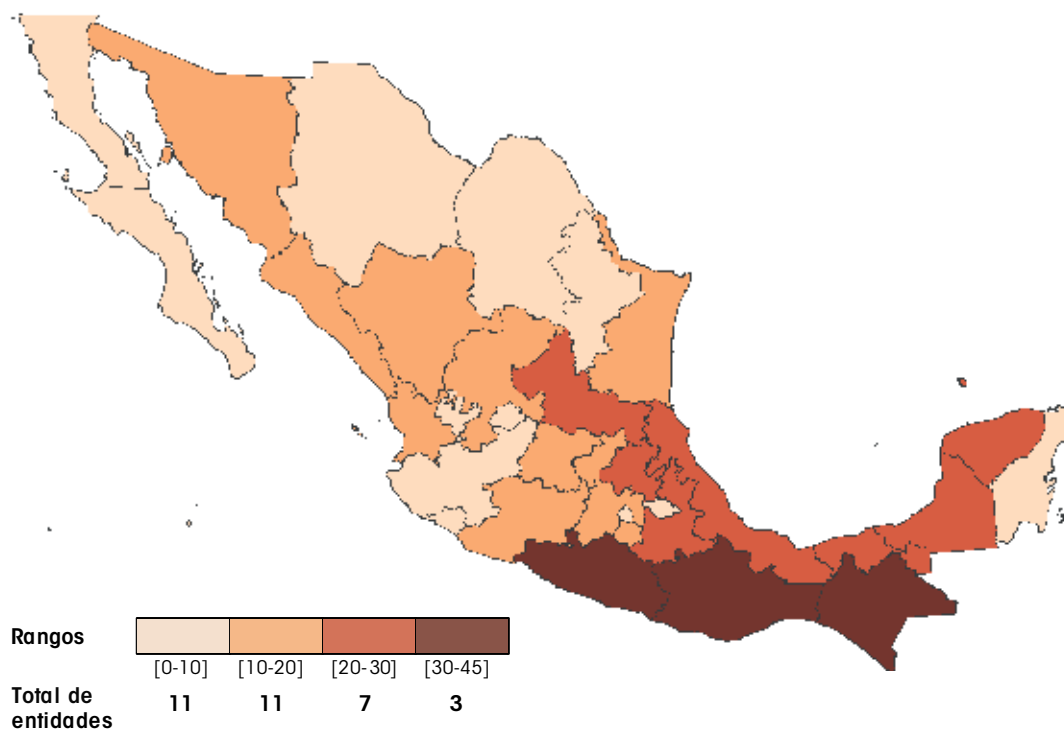 Rangos
[0-10] [10-20] [20-30] [30-45]
Total de
entidades
11 11 7 3